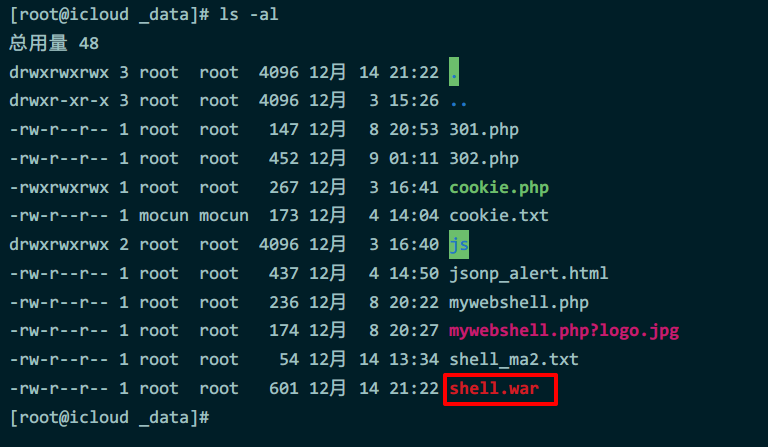 [root@icloud _data]# ls -al
总用量 48
drwxrwxrwx 3 root  root  4096 12月 14 21:22 .
drwxr-xr-x 3 root  root  4096 12月  3 15:26 ..
-rw-r--r-- 1 root  root   147 12月  8 20:53 301.php
-rw-r--r-- 1 root  root   452 12月  9 01:11 302.php
-rwxrwxrwx 1 root  root   267 12月  3 16:41 cookie.php
-rw-r--r-- 1 mocun mocun  173 12月  4 14:04 cookie.txt
drwxrwxrwx 2 root  root  4096 12月  3 16:40 js
-rw-r--r-- 1 root  root   437 12月  4 14:50 jsonp_alert.html
-rw-r--r-- 1 root  root   236 12月  8 20:22 mywebshell.php
-rw-r--r-- 1 root  root   174 12月  8 20:27 mywebshell.php?logo.jpg
-rw-r--r-- 1 root  root    54 12月 14 13:34 shell_ma2.txt
-rw-r--r-- 1 root  root   601 12月 14 21:22 shell.war
[root@icloud _data]#